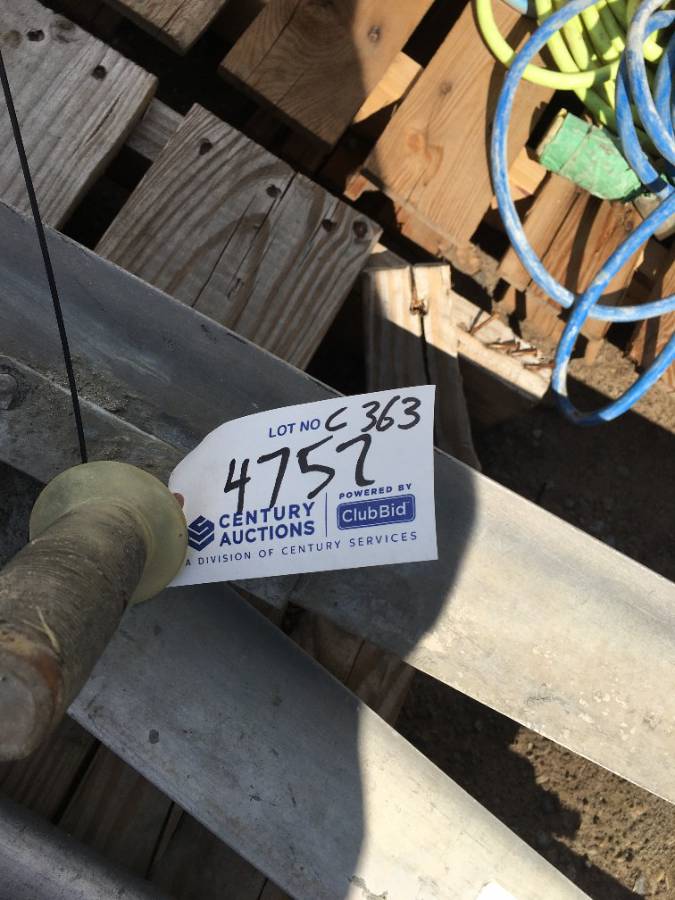 LOT NO C 363
4757
CENTURY AUCTIONS
POWERED BY
ClubBid
A DIVISION OF CENTURY SERVICES